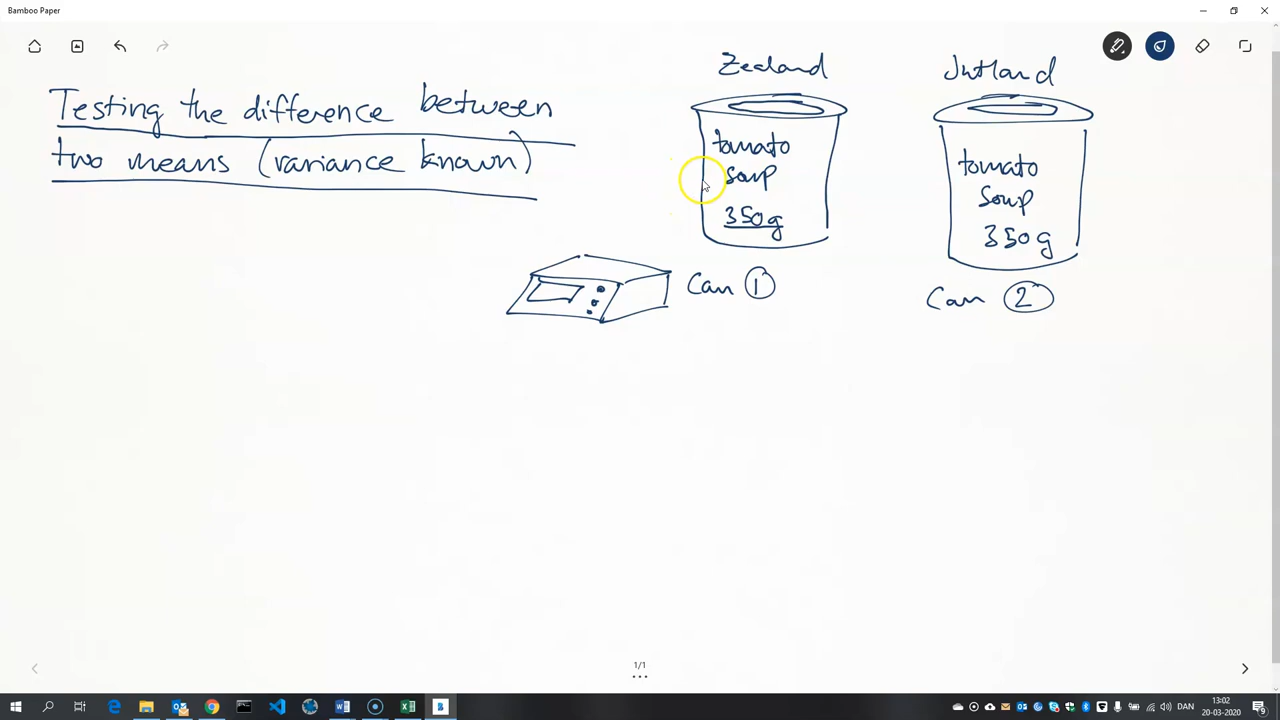 Bamboo Paper
Testing the difference between
two means (variance known)
Zealand
tomato
soup
350g
Can 1
Jutland
tomato
Soup
350g
Can 2
1/1
DAN
13:02
20-03-2020